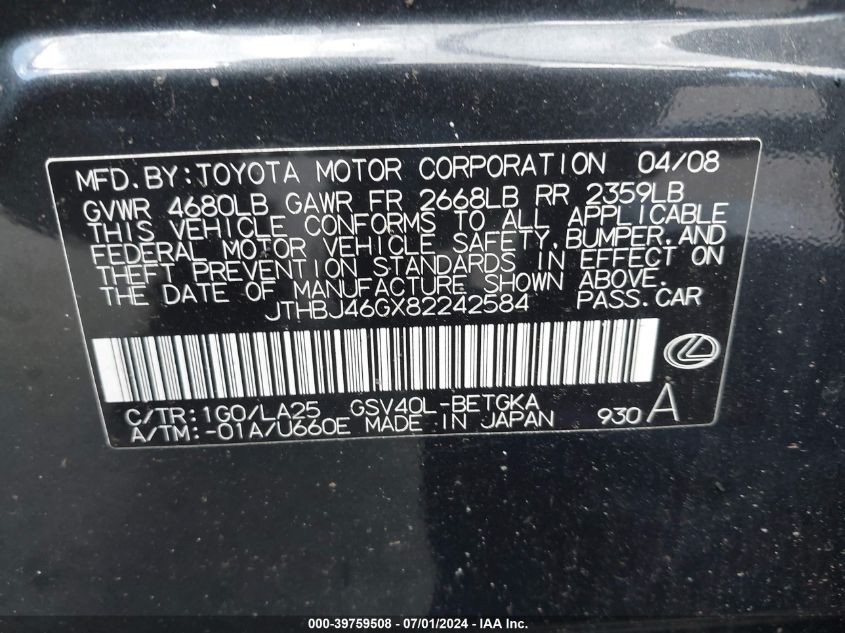 MFD.BY:TOYOTA MOTOR CORPORATION 04/08
GVWR 4680LB GAWR FR 2668LB RR 2359LB
THIS VEHICLE CONFORMS TO ALL APPLICABLE
FEDERAL MOTOR VEHICLE SAFETY,BUMPER,AND
THEFT PREVENTION STANDARDS IN EFFECT ON
THE DATE OF MANUFACTURE SHOWN ABOVE.
JTHBJ46GX82242584 PASS.CAR
C/TR:1G0/LA25 GSV40L-BETGKA
A/TM:-01A/U660E MADE IN JAPAN 930 A
000-39759508 - 07/01/2024 - IAA Inc.